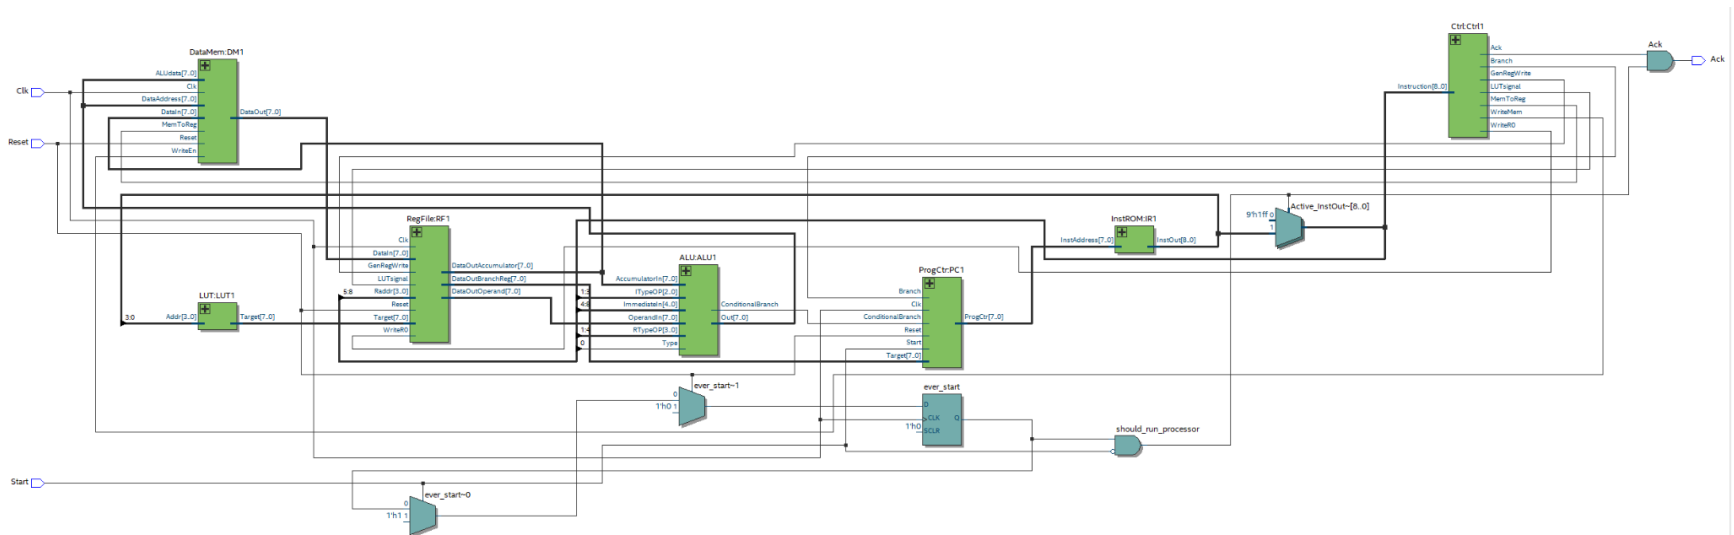 Clk
Reset
Start
DataMem:DM1
ALUdata[7..0]
Clk
DataAddress[7..0]
DataIn[7..0]
MemToReg
Reset
WriteEn
DataOut[7..0]
LUT:LUT1
3:0
Addr[3..0]
Target[7..0]
RegFile:RF1
Clk
DataIn[7..0]
GenRegWrite
LUTsignal
5:8
Raddr[3..0]
Reset
Target[7..0]
WriteR0
DataOutAccumulator[7..0]
DataOutBranchReg[7..0]
DataOutOperand[7..0]
ALU:ALU1
AccumulatorIn[7..0]
1:3
ITypeOP[2..0]
ImmediateIn[4..0]
OperandIn[7..0]
RTypeOP[3..0]
0
Type
ConditionalBranch
Out[7..0]
ProgCtr:PC1
Branch
Clk
ConditionalBranch
Reset
Start
Target[7..0]
ProgCtr[7..0]
InstROM:IR1
InstAddress[7..0]
InstOut[8..0]
Active_InstOut~[8..0]
9'h1ff 0
1
Ctrl:Ctrl1
Instruction[8..0]
Ack
Branch
GenRegWrite
LUTsignal
MemToReg
WriteMem
WriteR0
Ack
Ack
ever_start~1
0
1'h0 1
ever_start
D
CLK
1'h0
SCLR
Q
should_run_processor
ever_start~0
0
1'h1 1